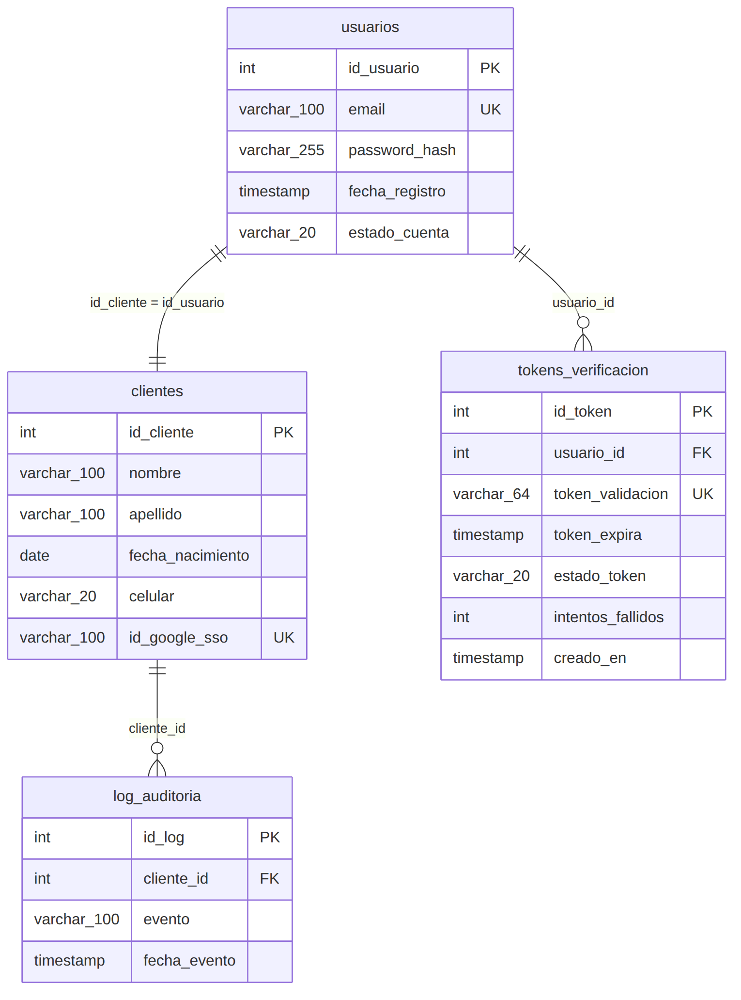 usuarios
int id_usuario PK
varchar_100 email UK
varchar_255 password_hash
timestamp fecha_registro
varchar_20 estado_cuenta
id_cliente = id_usuario
usuario_id
clientes
int id_cliente PK
varchar_100 nombre
varchar_100 apellido
date fecha_nacimiento
varchar_20 celular
varchar_100 id_google_sso UK
tokens_verificacion
int id_token PK
int usuario_id FK
varchar_64 token_validacion UK
timestamp token_expira
varchar_20 estado_token
int intentos_fallidos
timestamp creado_en
cliente_id
log_auditoria
int id_log PK
int cliente_id FK
varchar_100 evento
timestamp fecha_evento